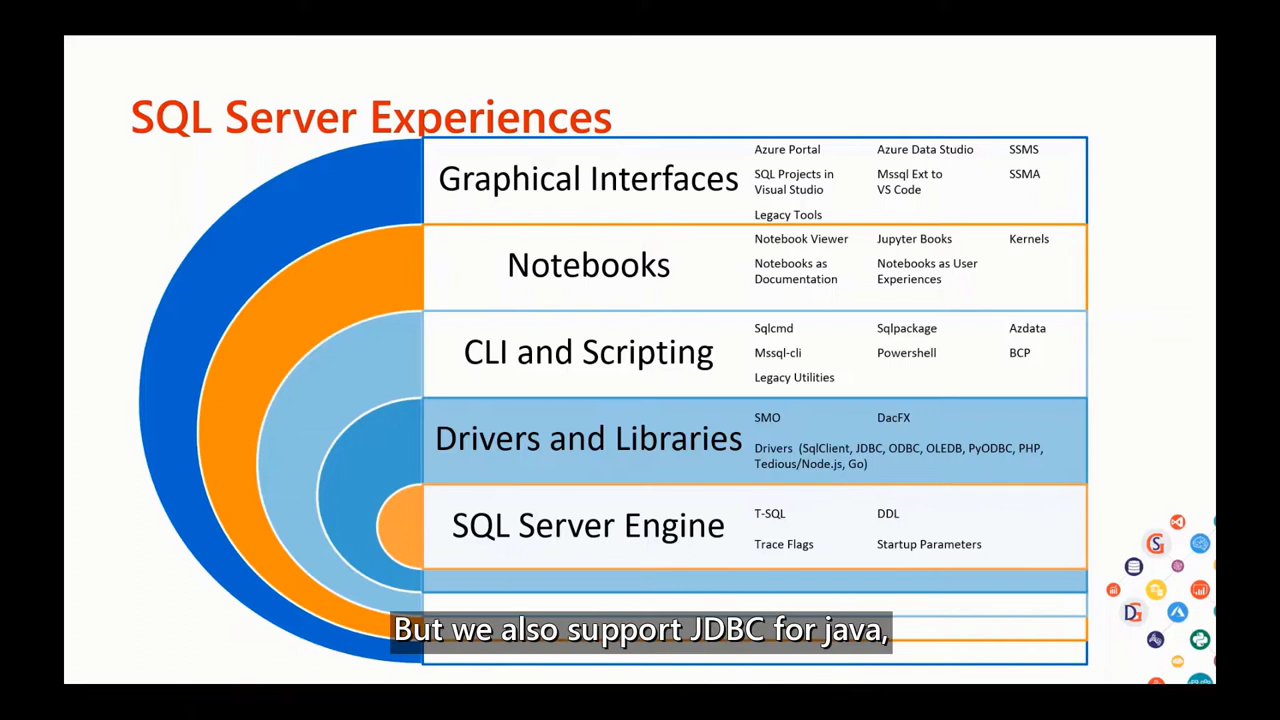 SQL Server Experiences
Graphical Interfaces
Azure Portal
Azure Data Studio
SSMS
SQL Projects in
Visual Studio
Mssql Ext to
VS Code
SSMA
Legacy Tools
Notebooks
Notebook Viewer
Jupyter Books
Kernels
Notebooks as
Documentation
Notebooks as User
Experiences
CLI and Scripting
Sqlcmd
Sqlpackage
Azdata
Mssql-cli
Powershell
BCP
Legacy Utilities
Drivers and Libraries
SMO
DacFX
Drivers (SqlClient, JDBC, ODBC, OLEDB, PyODBC, PHP,
Tedious/Node.js, Go)
SQL Server Engine
T-SQL
DDL
Trace Flags
Startup Parameters
But we also support JDBC for java,